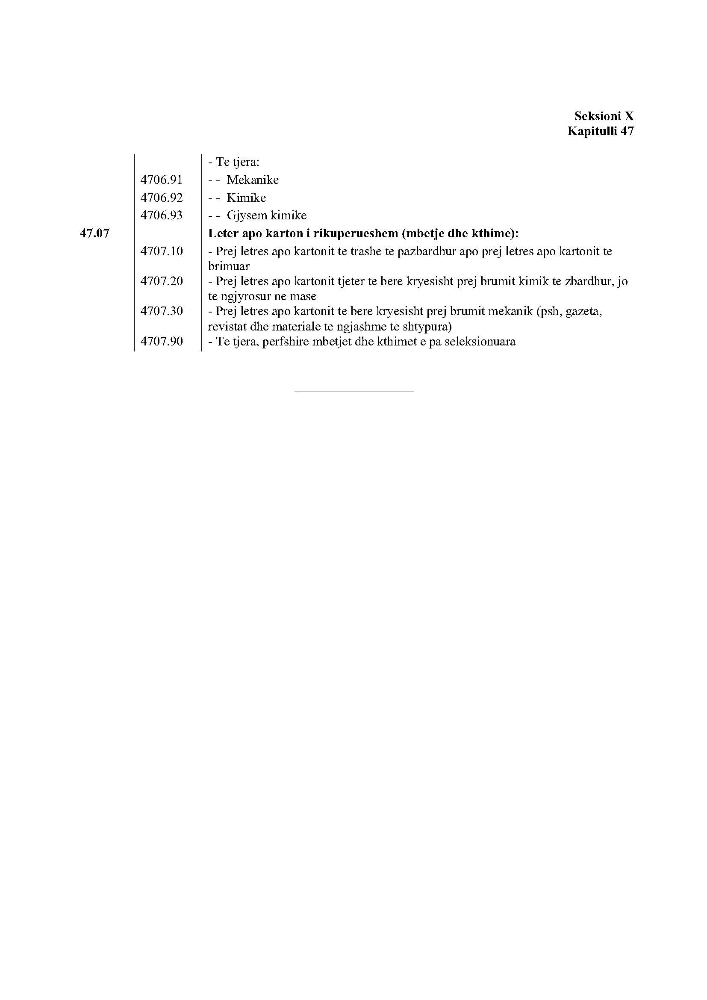 Seksioni X
Kapitulli 47
- Te tjera:
4706.91 - -  Mekanike
4706.92 - -  Kimike
4706.93 - -  Gjysem kimike
47.07 Leter apo karton i rikuperueshem (mbetje dhe kthime):
4707.10 - Prej letres apo kartonit te trashe te pazbardhur apo prej letres apo kartonit te
brimuar
4707.20 - Prej letres apo kartonit tjeter te bere kryesisht prej brumit kimik te zbardhur, jo
te ngjyrosur ne mase
4707.30 - Prej letres apo kartonit te bere kryesisht prej brumit mekanik (psh, gazeta,
revistat dhe materiale te ngjashme te shtypura)
4707.90 - Te tjera, perfshire mbetjet dhe kthimet e pa seleksionuara